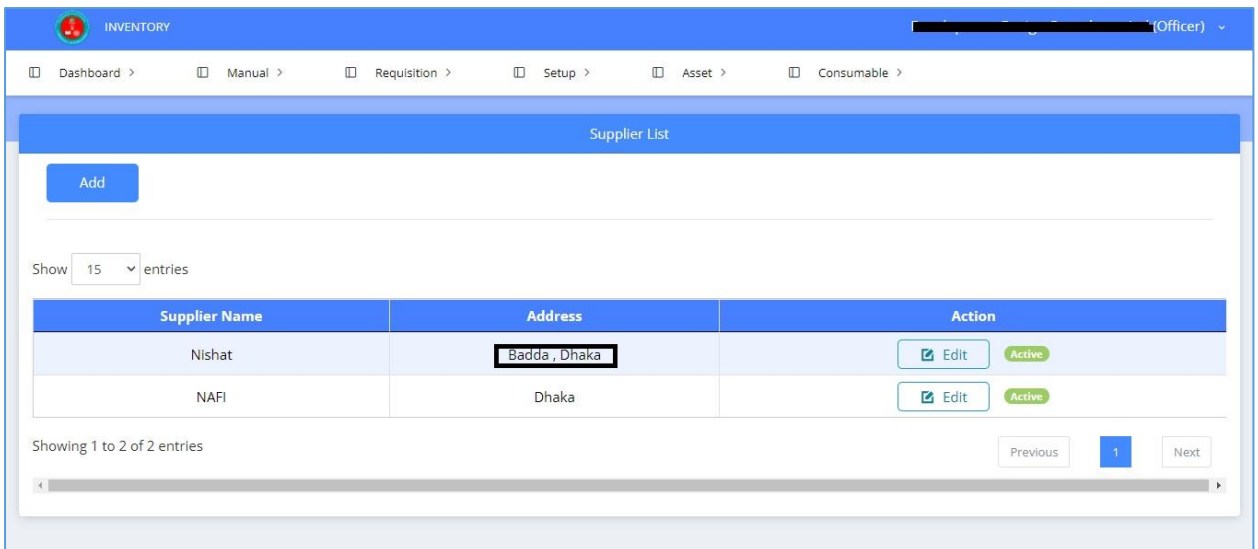 INVENTORY (Officer)
Dashboard > Manual > Requisition > Setup > Asset > Consumable >
Supplier List
Add
Show 15 entries
Supplier Name Address Action
Nishat Badda , Dhaka Edit Active
NAFI Dhaka Edit Active
Showing 1 to 2 of 2 entries Previous 1 Next